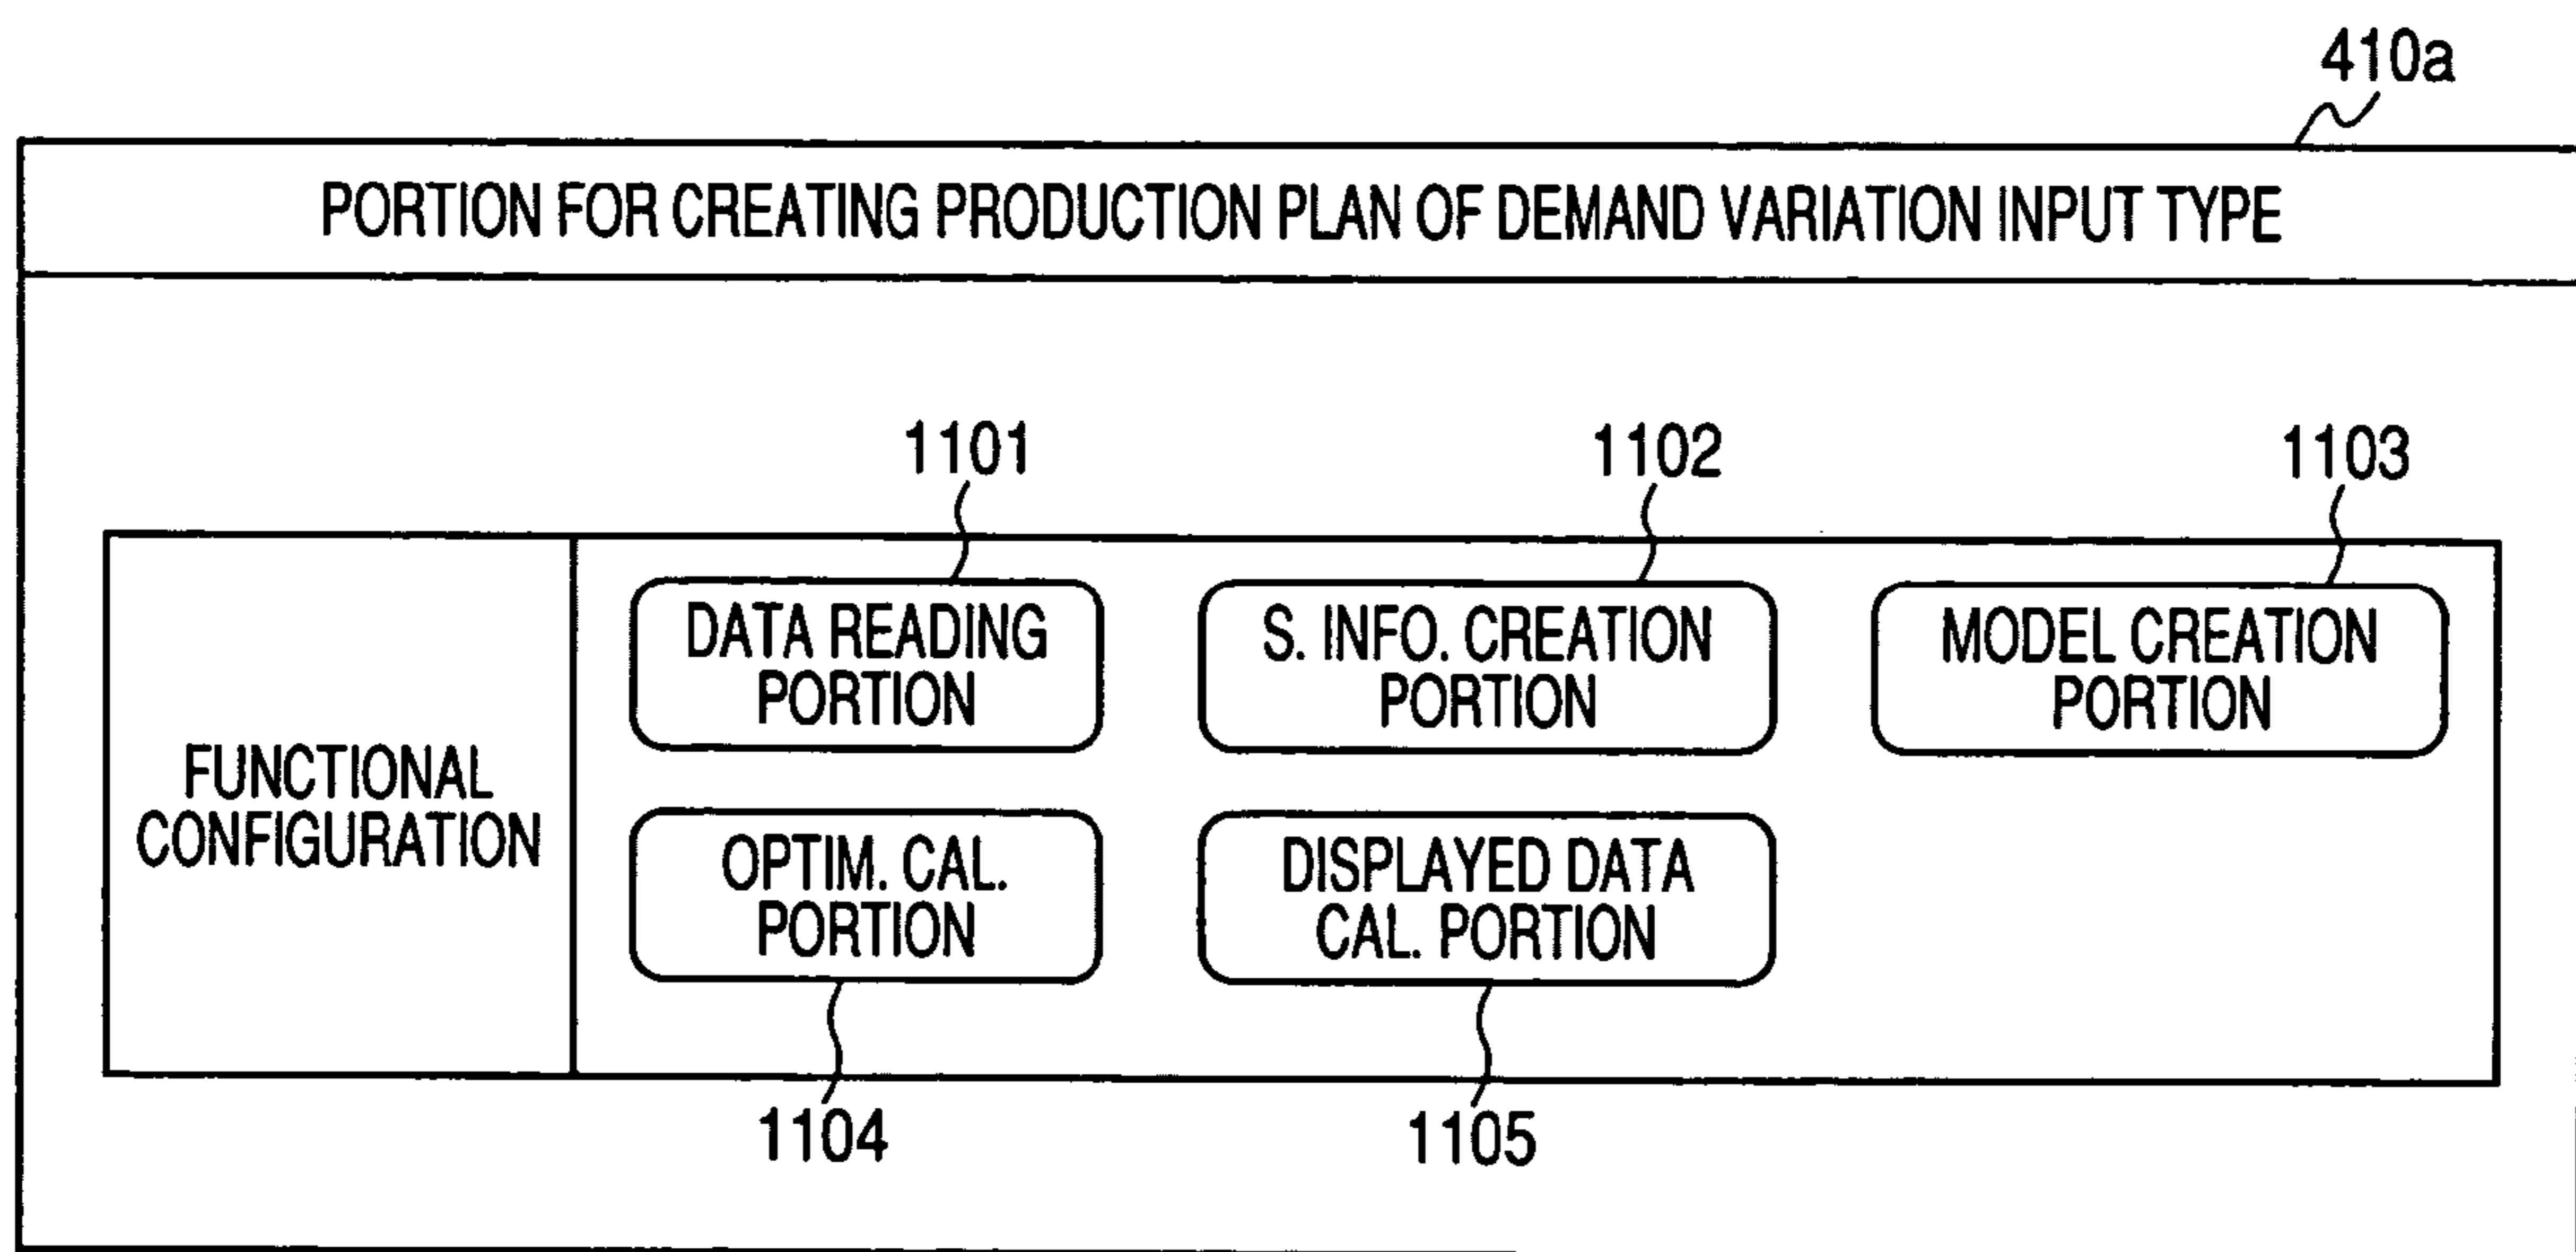 410a
PORTION FOR CREATING PRODUCTION PLAN OF DEMAND VARIATION INPUT TYPE
1101
1102
1103
FUNCTIONAL
CONFIGURATION
DATA READING
PORTION
S. INFO. CREATION
PORTION
MODEL CREATION
PORTION
OPTIM. CAL.
PORTION
DISPLAYED DATA
CAL. PORTION
1104
1105